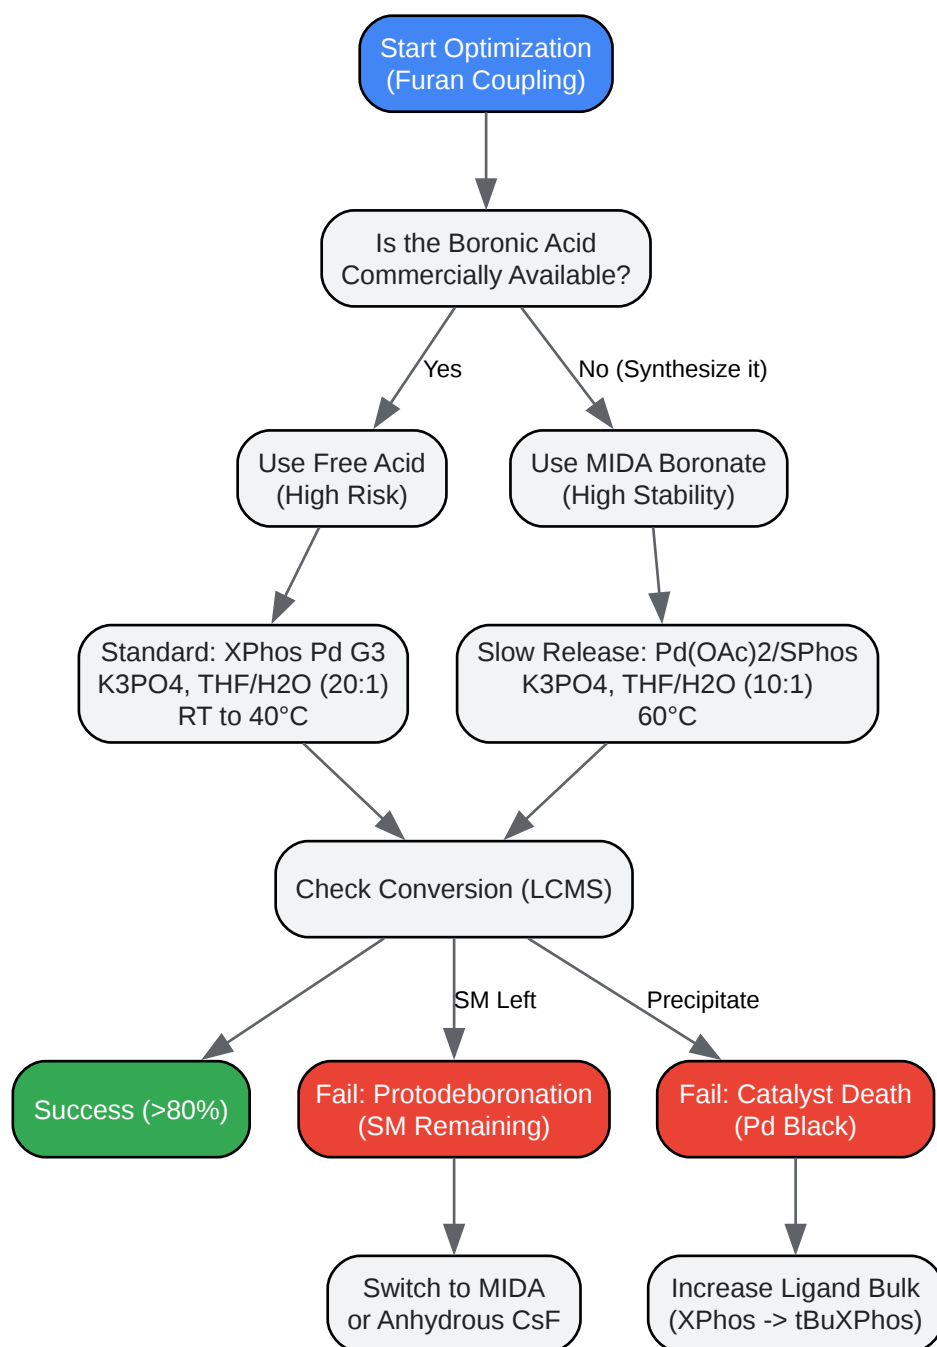 Start Optimization
(Furan Coupling)
Is the Boronic Acid
Commercially Available?
Yes
No (Synthesize it)
Use Free Acid
(High Risk)
Use MIDA Boronate
(High Stability)
Standard: XPhos Pd G3
K3PO4, THF/H2O (20:1)
RT to 40°C
Slow Release: Pd(OAc)2/SPhos
K3PO4, THF/H2O (10:1)
60°C
Check Conversion (LCMS)
SM Left
Precipitate
Success (>80%)
Fail: Protodeboronation
(SM Remaining)
Fail: Catalyst Death
(Pd Black)
Switch to MIDA
or Anhydrous CsF
Increase Ligand Bulk
(XPhos -> tBuXPhos)